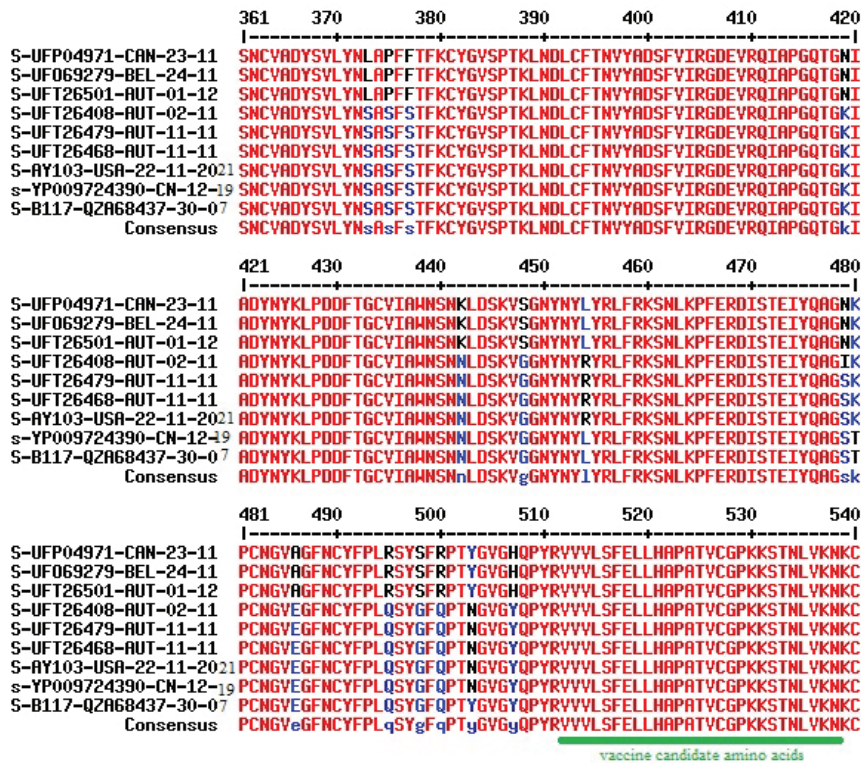 361 370 380 390 400 410 420
S-UFP04971-CAN-23-11 SNCVADYSVLYNLAPFFTFKCYGVSPTKLNDLCFTNVYADSFVIRGDEVRQIAPGQTGNI
S-UFO69279-BEL-24-11 SNCVADYSVLYNLAPFFTFKCYGVSPTKLNDLCFTNVYADSFVIRGDEVRQIAPGQTGNI
S-UFT26501-AUT-01-12 SNCVADYSVLYNLAPFFTFKCYGVSPTKLNDLCFTNVYADSFVIRGDEVRQIAPGQTGNI
S-UFT26408-AUT-02-11 SNCVADYSVLYNSASFSTFKCYGVSPTKLNDLCFTNVYADSFVIRGDEVRQIAPGQTGKI
S-UFT26479-AUT-11-11 SNCVADYSVLYNSASFSTFKCYGVSPTKLNDLCFTNVYADSFVIRGDEVRQIAPGQTGKI
S-UFT26468-AUT-11-11 SNCVADYSVLYNSASFSTFKCYGVSPTKLNDLCFTNVYADSFVIRGDEVRQIAPGQTGKI
S-AY103-USA-22-11-2021 SNCVADYSVLYNSASFSTFKCYGVSPTKLNDLCFTNVYADSFVIRGDEVRQIAPGQTGKI
s-YP009724390-CN-12-19 SNCVADYSVLYNSASFSTFKCYGVSPTKLNDLCFTNVYADSFVIRGDEVRQIAPGQTGKI
S-B117-QZA68437-30-07 SNCVADYSVLYNSASFSTFKCYGVSPTKLNDLCFTNVYADSFVIRGDEVRQIAPGQTGKI
Consensus SNCVADYSVLYNsAsFsTFKCYGVSPTKLNDLCFTNVYADSFVIRGDEVRQIAPGQTGkI
421 430 440 450 460 470 480
S-UFP04971-CAN-23-11 ADYNYKLPDDFTGCVIAWNSNKLDSKVSGNYNYLYRLFRKSNLKPFERDISTEIYQAGNK
S-UFO69279-BEL-24-11 ADYNYKLPDDFTGCVIAWNSNKLDSKVSGNYNYLYRLFRKSNLKPFERDISTEIYQAGNK
S-UFT26501-AUT-01-12 ADYNYKLPDDFTGCVIAWNSNKLDSKVSGNYNYLYRLFRKSNLKPFERDISTEIYQAGNK
S-UFT26408-AUT-02-11 ADYNYKLPDDFTGCVIAWNSNNLDSKVGGNYNYRYRLFRKSNLKPFERDISTEIYQAGIK
S-UFT26479-AUT-11-11 ADYNYKLPDDFTGCVIAWNSNNLDSKVGGNYNYRYRLFRKSNLKPFERDISTEIYQAGSK
S-UFT26468-AUT-11-11 ADYNYKLPDDFTGCVIAWNSNNLDSKVGGNYNYRYRLFRKSNLKPFERDISTEIYQAGSK
S-AY103-USA-22-11-2021 ADYNYKLPDDFTGCVIAWNSNNLDSKVGGNYNYRYRLFRKSNLKPFERDISTEIYQAGSK
s-YP009724390-CN-12-19 ADYNYKLPDDFTGCVIAWNSNNLDSKVGGNYNYLYRLFRKSNLKPFERDISTEIYQAGST
S-B117-QZA68437-30-07 ADYNYKLPDDFTGCVIAWNSNNLDSKVGGNYNYLYRLFRKSNLKPFERDISTEIYQAGST
Consensus ADYNYKLPDDFTGCVIAWNSNnLDSKVgGNYNYlYRLFRKSNLKPFERDISTEIYQAGsk
481 490 500 510 520 530 540
S-UFP04971-CAN-23-11 PCNGVAGFNCYFPLRSYSFRPTYGVGHQPYRVVVLSFELLHAPATVCGPKKSTNLVKNKC
S-UFO69279-BEL-24-11 PCNGVAGFNCYFPLRSYSFRPTYGVGHQPYRVVVLSFELLHAPATVCGPKKSTNLVKNKC
S-UFT26501-AUT-01-12 PCNGVAGFNCYFPLRSYSFRPTYGVGHQPYRVVVLSFELLHAPATVCGPKKSTNLVKNKC
S-UFT26408-AUT-02-11 PCNGVEGFNCYFPLQSYGFQPTNGVGYQPYRVVVLSFELLHAPATVCGPKKSTNLVKNKC
S-UFT26479-AUT-11-11 PCNGVEGFNCYFPLQSYGFQPTNGVGYQPYRVVVLSFELLHAPATVCGPKKSTNLVKNKC
S-UFT26468-AUT-11-11 PCNGVEGFNCYFPLQSYGFQPTNGVGYQPYRVVVLSFELLHAPATVCGPKKSTNLVKNKC
S-AY103-USA-22-11-2021 PCNGVEGFNCYFPLQSYGFQPTNGVGYQPYRVVVLSFELLHAPATVCGPKKSTNLVKNKC
s-YP009724390-CN-12-19 PCNGVEGFNCYFPLQSYGFQPTNGVGYQPYRVVVLSFELLHAPATVCGPKKSTNLVKNKC
S-B117-QZA68437-30-07 PCNGVEGFNCYFPLQSYGFQPTYGVGYQPYRVVVLSFELLHAPATVCGPKKSTNLVKNKC
Consensus PCNGVeGFNCYFPLqSYgFqPTyGVGyQPYRVVVLSFELLHAPATVCGPKKSTNLVKNKC
vaccine candidate amino acids